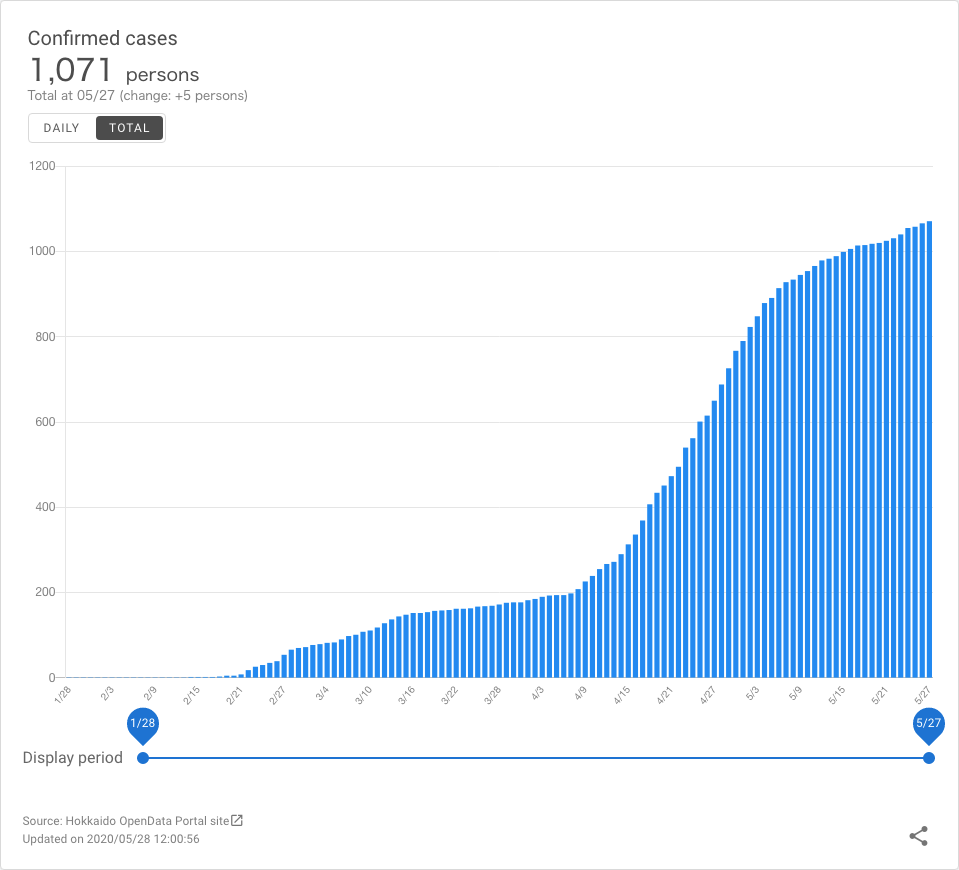 Confirmed cases
1,071 persons
Total at 05/27 (change: +5 persons)
DAILY TOTAL
1200
1000
800
600
400
200
0
1/28 2/3 2/9 2/15 2/21 2/27 3/4 3/10 3/16 3/22 3/28 4/3 4/9 4/15 4/21 4/27 5/3 5/9 5/15 5/21 5/27
1/28 5/27
Display period
Source: Hokkaido OpenData Portal site
Updated on 2020/05/28 12:00:56